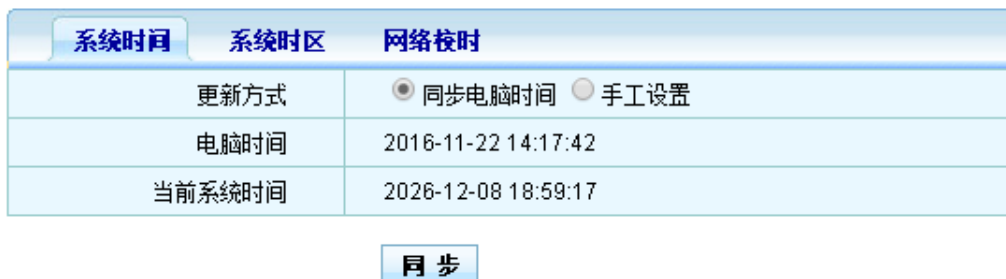 系统时间 系统时区 网络校时
更新方式 同步电脑时间 手工设置
电脑时间 2016-11-22 14:17:42
当前系统时间 2026-12-08 18:59:17
同步